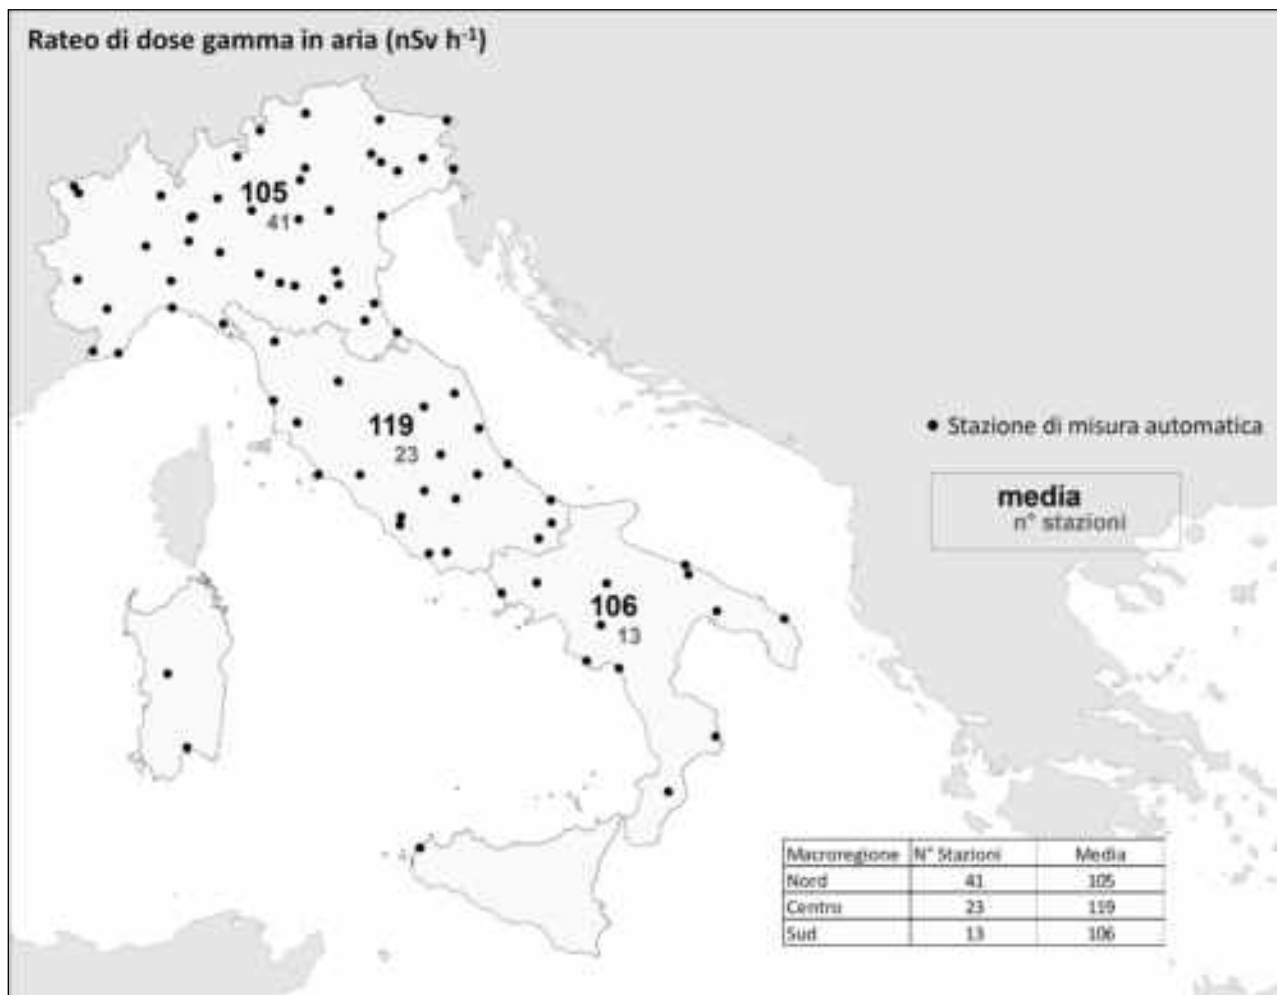 Rateo di dose gamma in aria (nSv h⁻¹)
105
41
119
23
Stazione di misura automatica
media
n° stazioni
106
13
Macroregione N° Stazioni Media
Nord 41 105
Centro 23 119
Sud 13 106